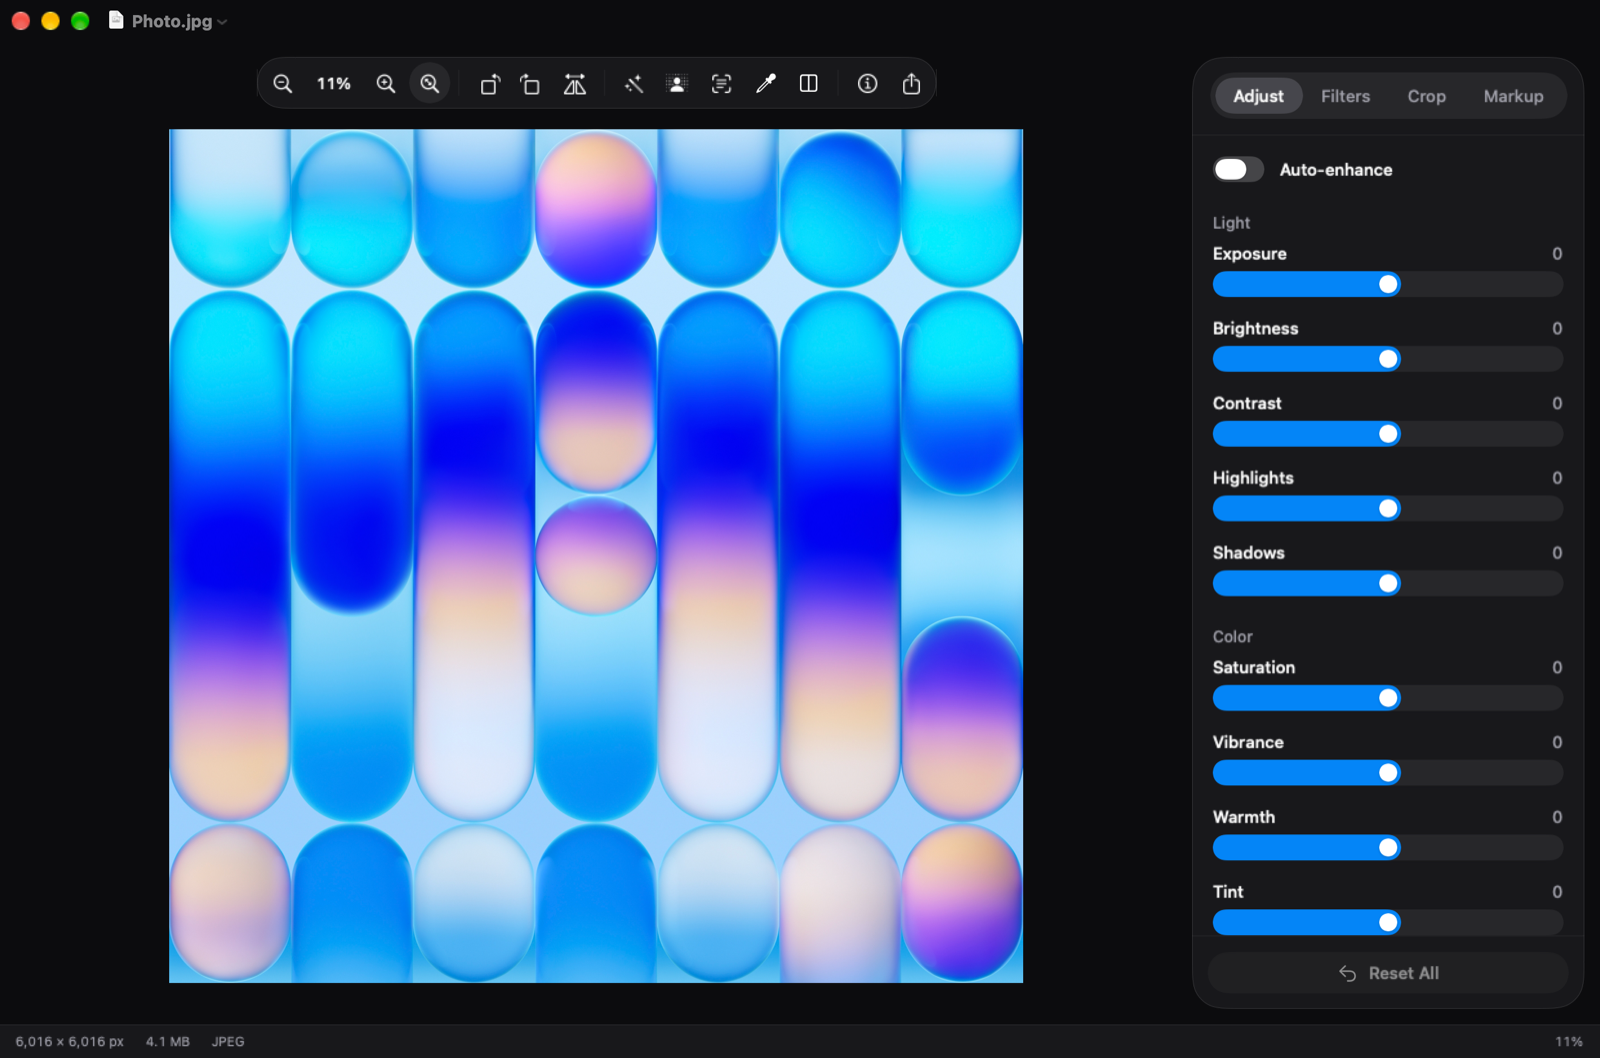 Photo.jpg
11%
Adjust
Filters
Crop
Markup
Auto-enhance
Light
Exposure 0
Brightness 0
Contrast 0
Highlights 0
Shadows 0
Color
Saturation 0
Vibrance 0
Warmth 0
Tint 0
Reset All
6,016 × 6,016 px 4.1 MB JPEG 11%